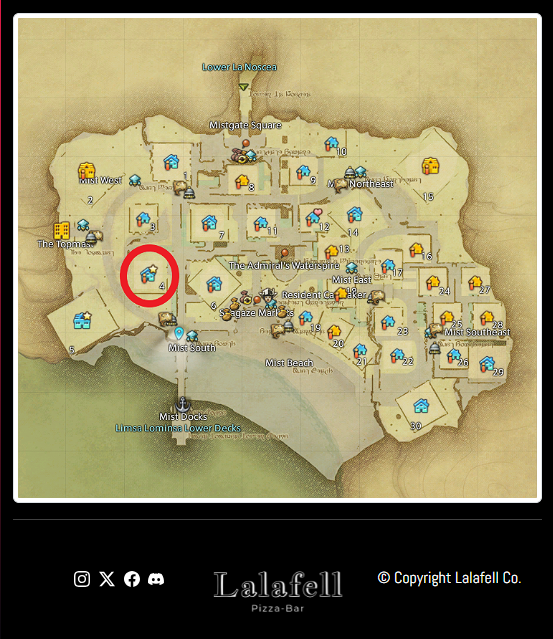 Lower La Noscea
Mistgate Square
10
Mist West
2
8
9
Mist Northeast
15
3
7
11
12
14
The Topmast
13
16
The Admiral's Waterspire
Mist East
17
4
6
Resident Caretaker
18
24
27
Seagaze Markets
5
19
20
23
25
28
Mist Southeast
Mist South
21
22
26
29
Mist Beach
Mist Docks
Limsa Lominsa Lower Decks
30
Lalafell
Pizza-Bar
© Copyright Lalafell Co.